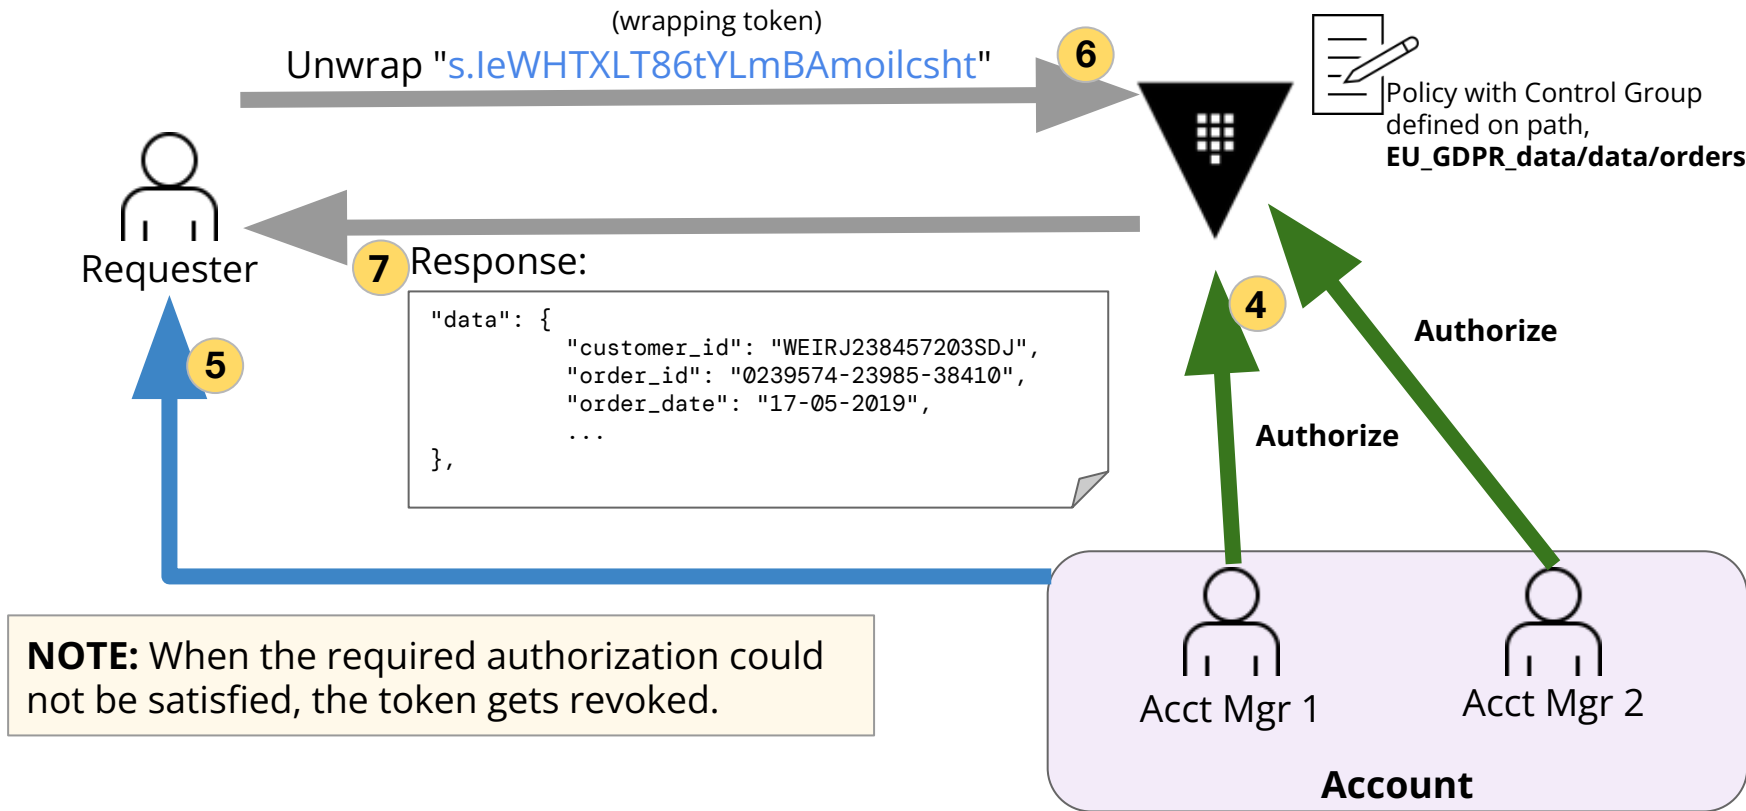 (wrapping token)
Unwrap "s.IeWHTXLT86tYLmBAmoilcsht"
6
Policy with Control Group
defined on path,
EU_GDPR_data/data/orders
Requester
7
Response:
"data": {
"customer_id": "WEIRJ238457203SDJ",
"order_id": "0239574-23985-38410",
"order_date": "17-05-2019",
...
},
4
Authorize
5
Authorize
NOTE: When the required authorization could
not be satisfied, the token gets revoked.
Acct Mgr 1
Acct Mgr 2
Account